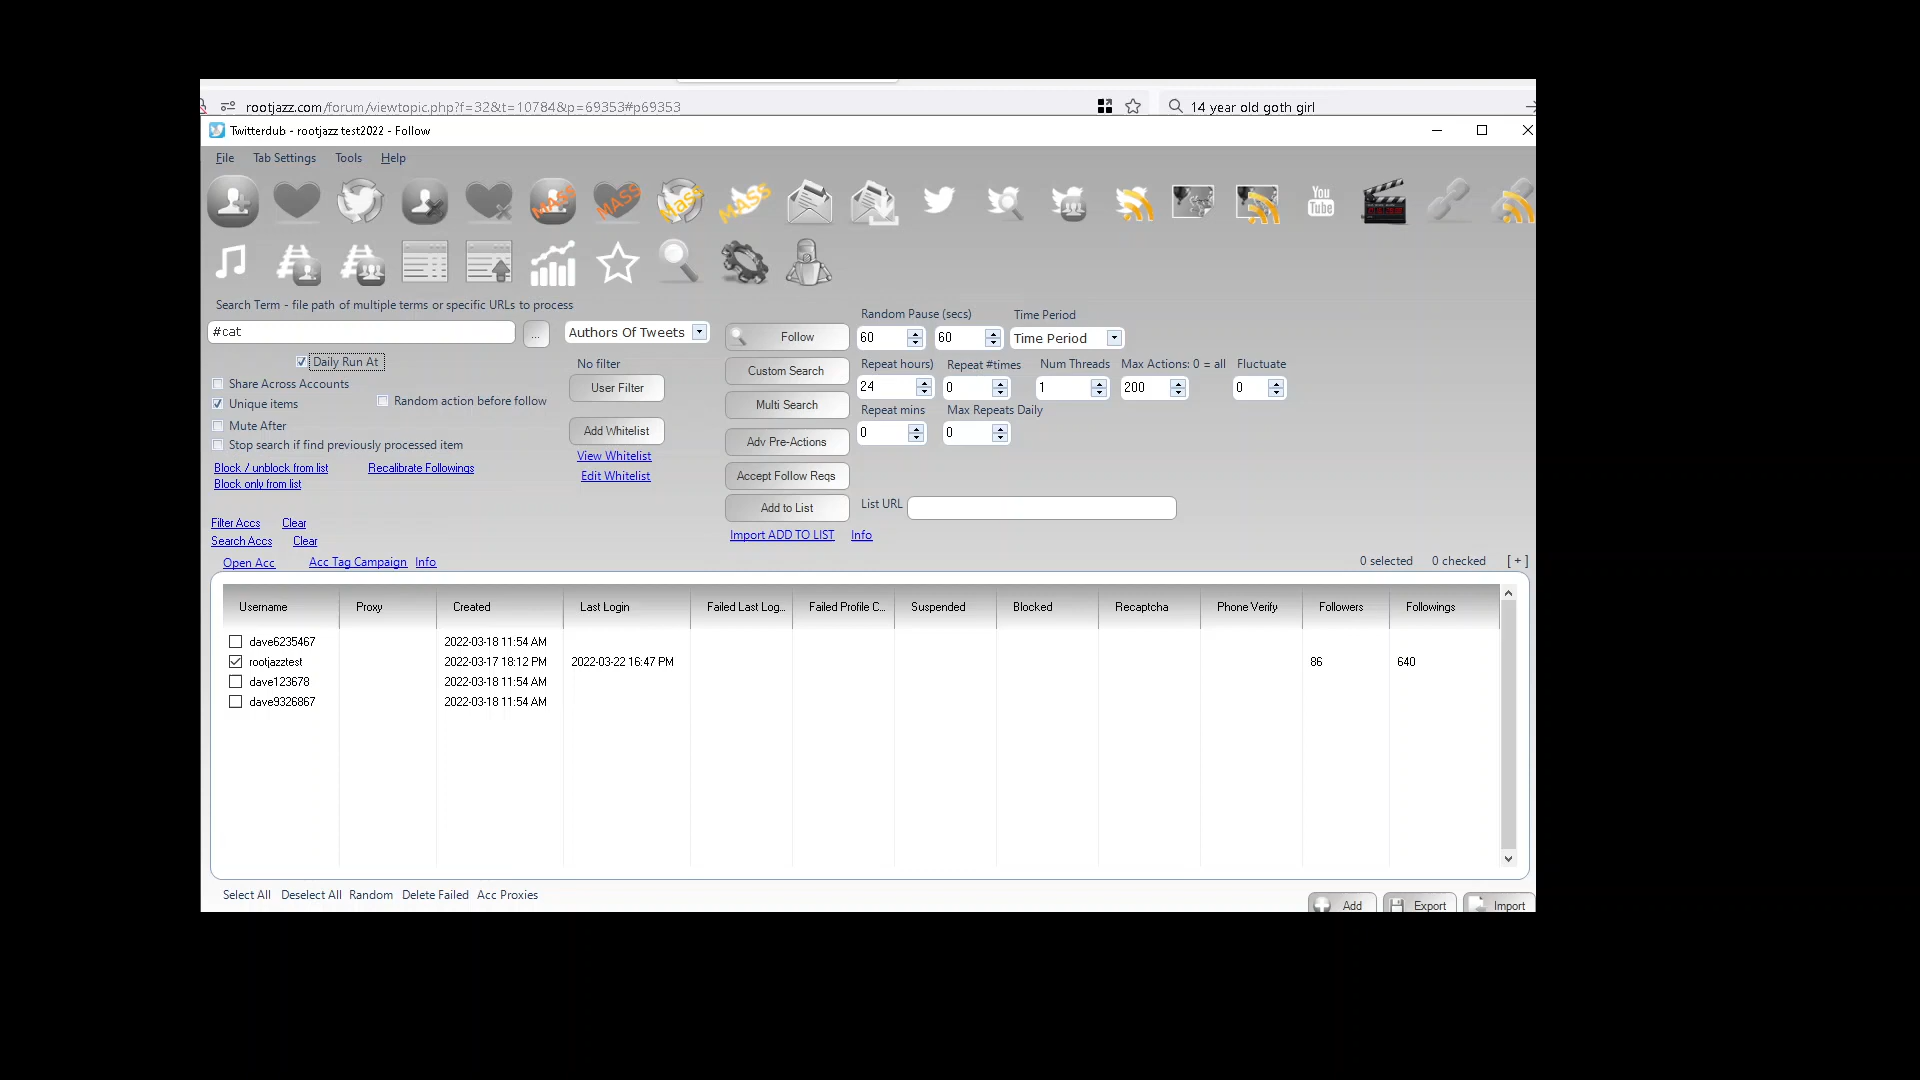 rootjazz.com/forum/viewtopic.php?f=32&t=10784&p=69353#p69353
14 year old goth girl
Twitterdub - rootjazz test2022 - Follow
File Tab Settings Tools Help
MASS MASS MASS MASS
You
Tube
Search Term - file path of multiple terms or specific URLs to process
#cat ... Authors Of Tweets
Daily Run At
Share Across Accounts
Unique items
Random action before follow
Mute After
Stop search if find previously processed item
Block / unblock from list Recalibrate Followings
Block only from list
No filter
User Filter
Add Whitelist
View Whitelist
Edit Whitelist
Follow
Custom Search
Multi Search
Adv Pre-Actions
Accept Follow Reqs
Add to List
Import ADD TO LIST Info
Random Pause (secs) Time Period
60 60 Time Period
Repeat hours) Repeat #times Num Threads Max Actions: 0 = all Fluctuate
24 0 1 200 0
Repeat mins Max Repeats Daily
0 0
List URL
Filter Accs Clear
Search Accs Clear
Open Acc Acc Tag Campaign Info
0 selected 0 checked [ + ]
Username Proxy Created Last Login Failed Last Log... Failed Profile C... Suspended Blocked Recaptcha Phone Verify Followers Followings
dave6235467 2022-03-18 11:54 AM
rootjazztest 2022-03-17 18:12 PM 2022-03-22 16:47 PM 86 640
dave123678 2022-03-18 11:54 AM
dave9326867 2022-03-18 11:54 AM
Select All Deselect All Random Delete Failed Acc Proxies
Add Export Import